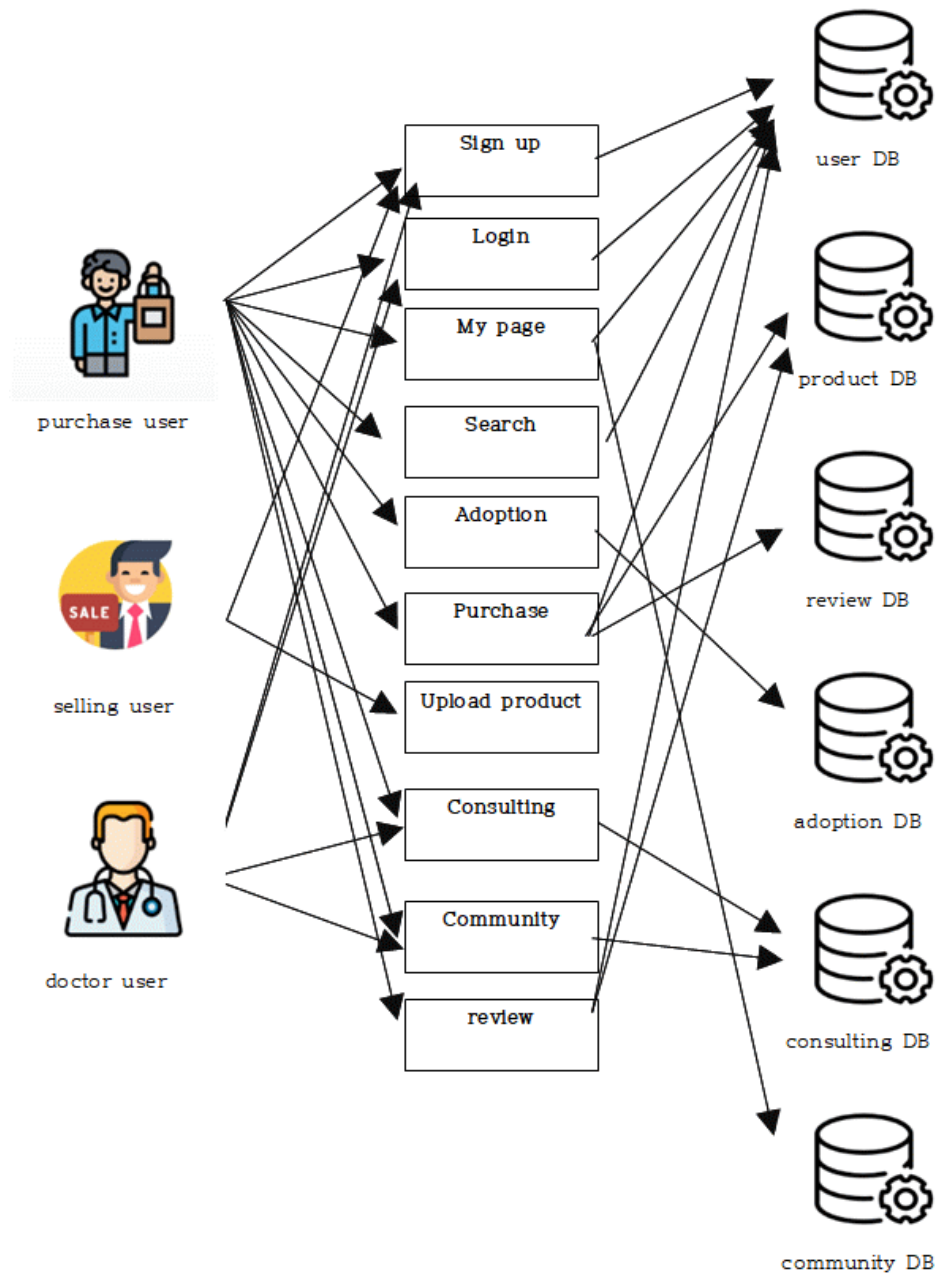 Sign up
Login
My page
Search
Adoption
Purchase
Upload product
Consulting
Community
review
purchase user
SALE
selling user
doctor user
user DB
product DB
review DB
adoption DB
consulting DB
community DB